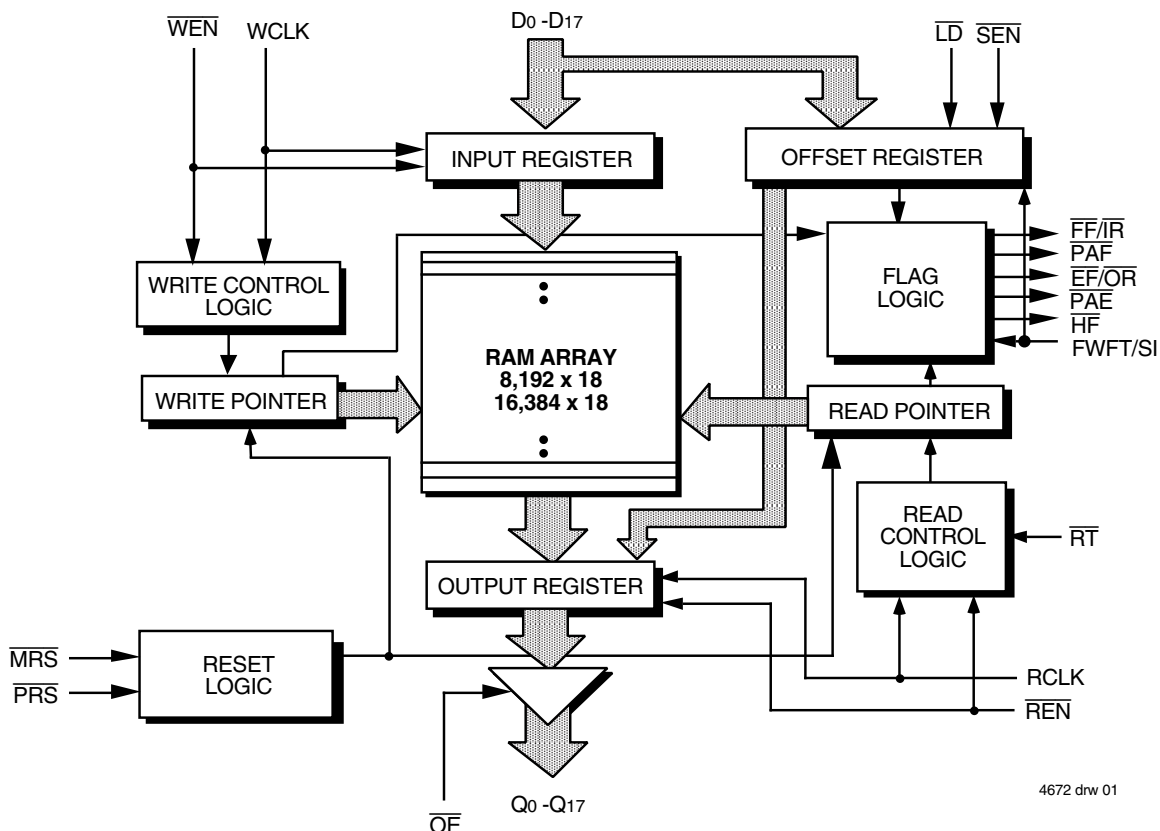 WEN WCLK D0 -D17 LD SEN
INPUT REGISTER OFFSET REGISTER
WRITE CONTROL
LOGIC
FLAG
LOGIC
FF/IR
PAF
EF/OR
PAE
HF
FWFT/SI
RAM ARRAY
8,192 x 18
16,384 x 18
WRITE POINTER READ POINTER
READ
CONTROL
LOGIC
RT
OUTPUT REGISTER
MRS
PRS
RESET
LOGIC
RCLK
REN
OE
Q0 -Q17
4672 drw 01